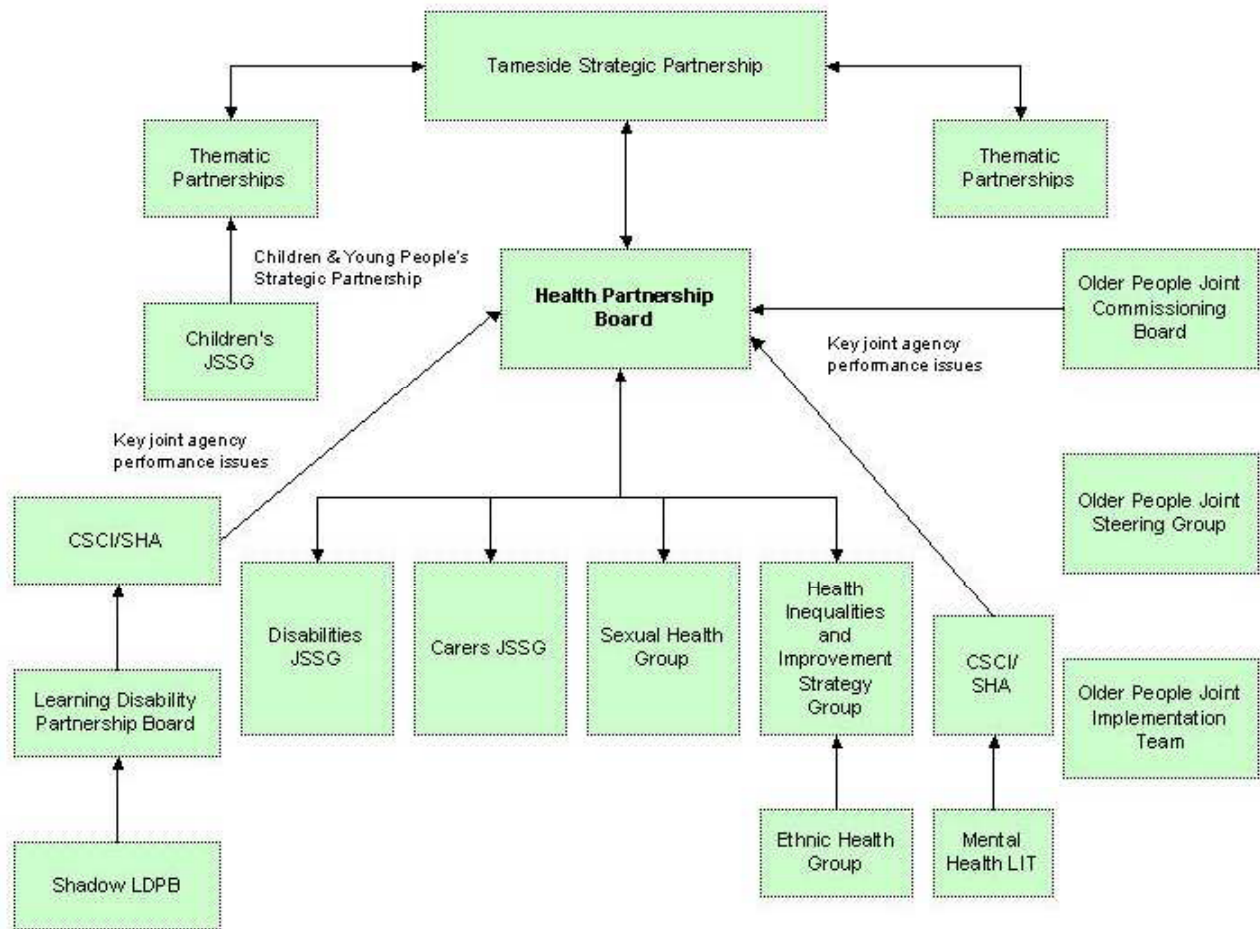 Tameside Strategic Partnership
Thematic
Partnerships
Thematic
Partnerships
Children & Young People's
Strategic Partnership
Health Partnership
Board
Older People Joint
Commissioning
Board
Children's
JSSG
Key joint agency
performance issues
Key joint agency
performance issues
CSCI/SHA
Older People Joint
Steering Group
Disabilities
JSSG
Carers JSSG
Sexual Health
Group
Health
Inequalities
and
Improvement
Strategy
Group
CSCI/
SHA
Learning Disability
Partnership Board
Older People Joint
Implementation
Team
Shadow LDPB
Ethnic Health
Group
Mental
Health LIT